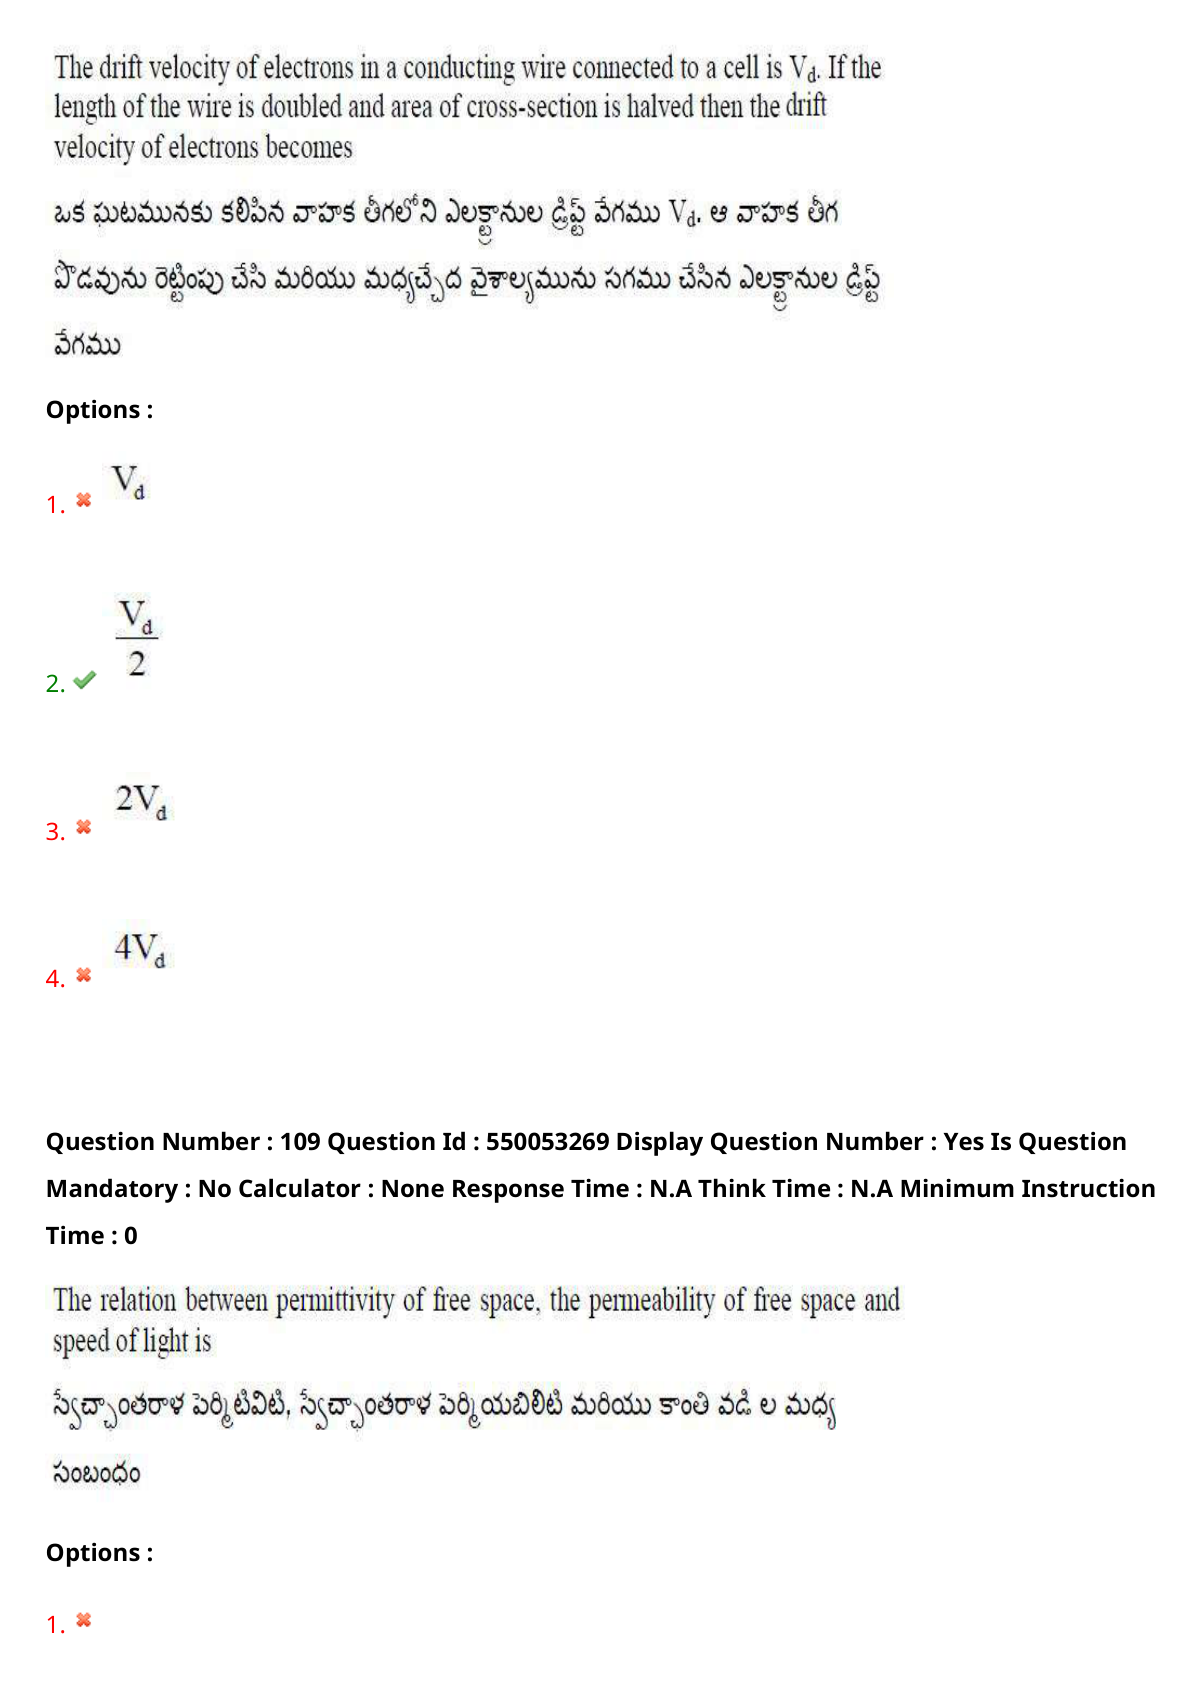 The drift velocity of electrons in a conducting wire connected to a cell is V_d. If the
length of the wire is doubled and area of cross-section is halved then the drift
velocity of electrons becomes
ఒక ఘటమునకు కలిపిన వాహక తీగలోని ఎలక్ట్రానుల డ్రిఫ్ట్ వేగము V_d. ఆ వాహక తీగ
పొడవును రెట్టింపు చేసి మరియు మధ్యచ్ఛేద వైశాల్యమును సగము చేసిన ఎలక్ట్రానుల డ్రిఫ్ట్
వేగము
Options :
1. V_d
2. V_d/2
3. 2V_d
4. 4V_d
Question Number : 109 Question Id : 550053269 Display Question Number : Yes Is Question
Mandatory : No Calculator : None Response Time : N.A Think Time : N.A Minimum Instruction
Time : 0
The relation between permittivity of free space, the permeability of free space and
speed of light is
స్వేచ్ఛాంతరాళ పెర్మిటివిటి, స్వేచ్ఛాంతరాళ పెర్మియబిలిటి మరియు కాంతి వడి ల మధ్య
సంబంధం
Options :
1.